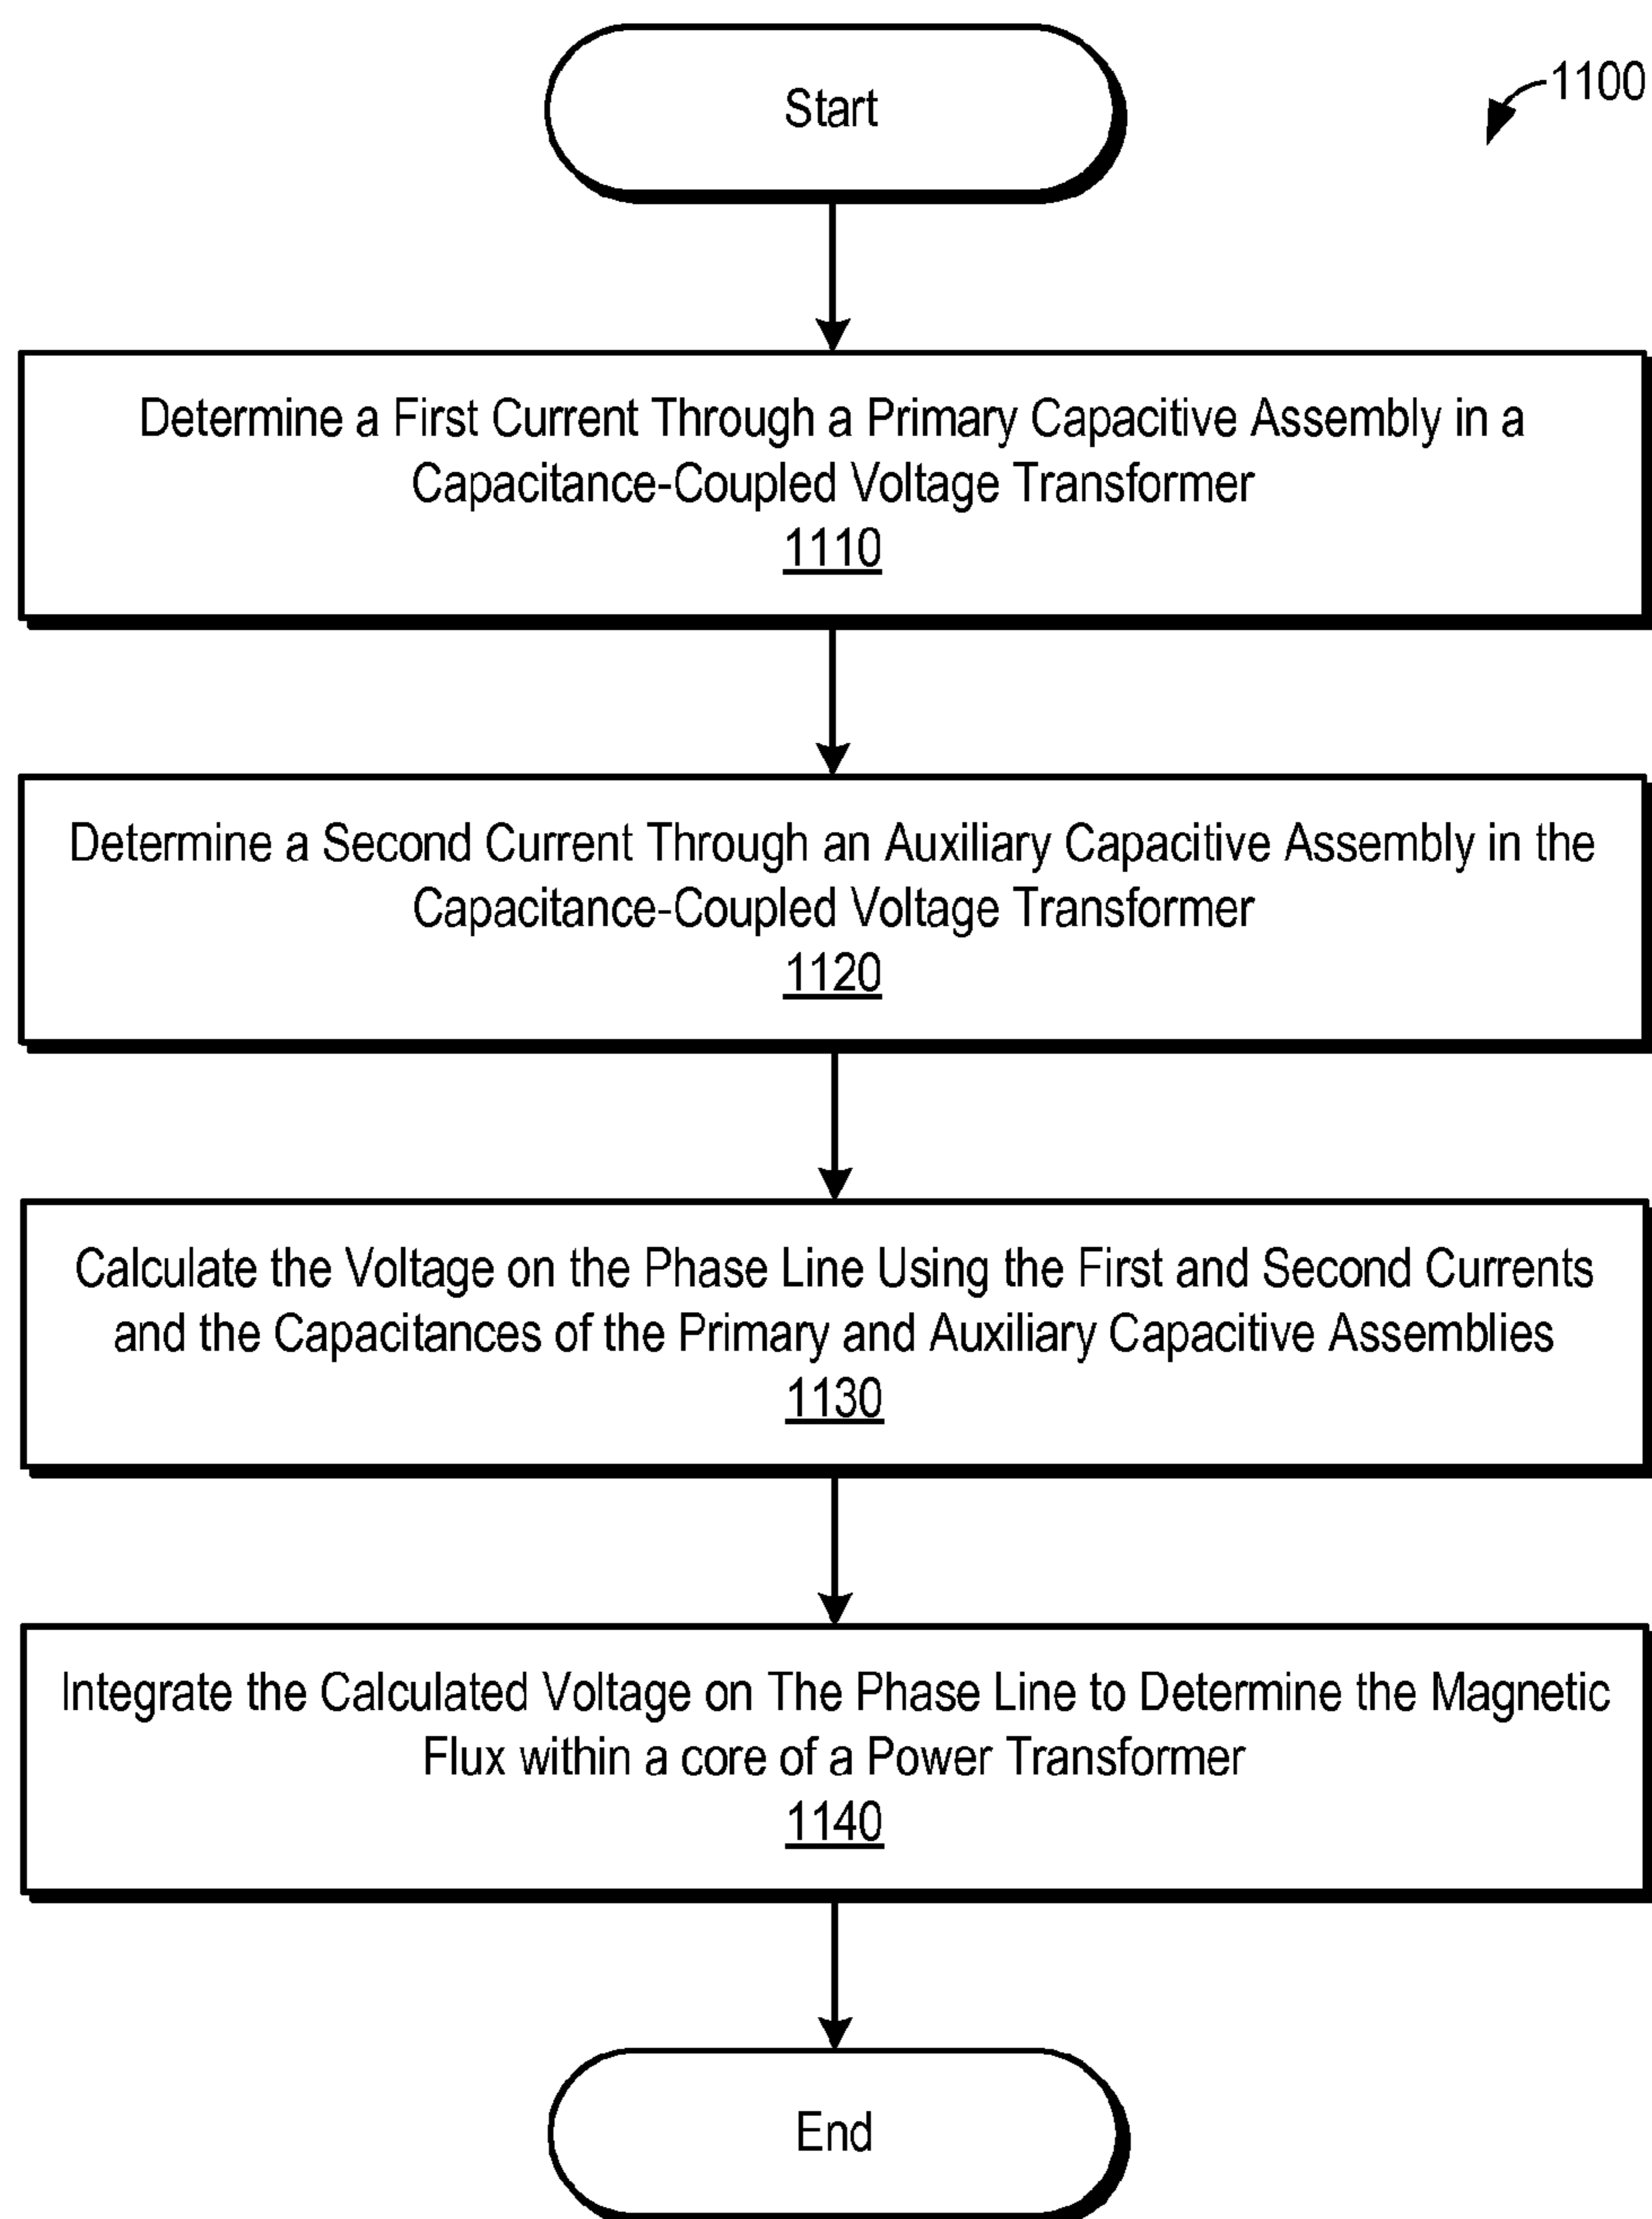 Start
1100
Determine a First Current Through a Primary Capacitive Assembly in a
Capacitance-Coupled Voltage Transformer
1110
Determine a Second Current Through an Auxiliary Capacitive Assembly in the
Capacitance-Coupled Voltage Transformer
1120
Calculate the Voltage on the Phase Line Using the First and Second Currents
and the Capacitances of the Primary and Auxiliary Capacitive Assemblies
1130
Integrate the Calculated Voltage on The Phase Line to Determine the Magnetic
Flux within a core of a Power Transformer
1140
End